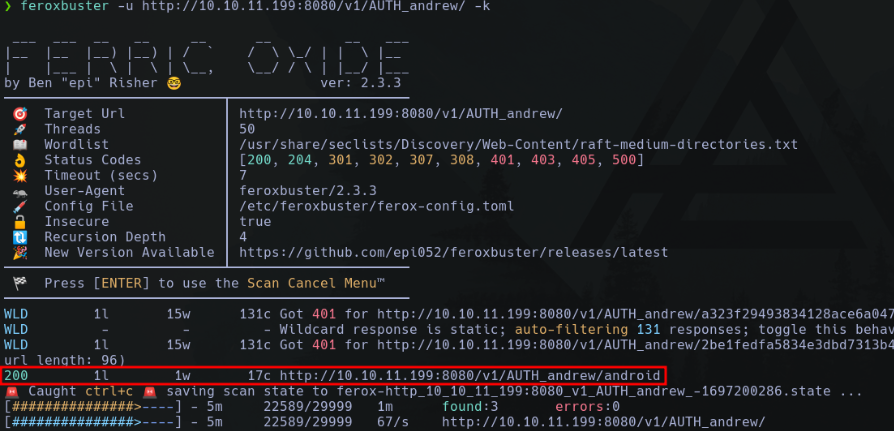 ❯ feroxbuster -u http://10.10.11.199:8080/v1/AUTH_andrew/ -k
FERRIC OXIDE
by Ben "epi" Risher 🤓 ver: 2.3.3
🎯 Target Url │ http://10.10.11.199:8080/v1/AUTH_andrew/
🚀 Threads │ 50
📖 Wordlist │ /usr/share/seclists/Discovery/Web-Content/raft-medium-directories.txt
👌 Status Codes │ [200, 204, 301, 302, 307, 308, 401, 403, 405, 500]
💥 Timeout (secs) │ 7
🦡 User-Agent │ feroxbuster/2.3.3
💉 Config File │ /etc/feroxbuster/ferox-config.toml
🔓 Insecure │ true
🔃 Recursion Depth │ 4
🎉 New Version Available │ https://github.com/epi052/feroxbuster/releases/latest
🏁 Press [ENTER] to use the Scan Cancel Menu™
WLD 1l 15w 131c Got 401 for http://10.10.11.199:8080/v1/AUTH_andrew/a323f29493834128ace6a047
WLD - - - Wildcard response is static; auto-filtering 131 responses; toggle this behav
WLD 1l 15w 131c Got 401 for http://10.10.11.199:8080/v1/AUTH_andrew/2be1fedfa5834e3dbd7313b4
url length: 96)
200 1l 1w 17c http://10.10.11.199:8080/v1/AUTH_andrew/android
🚨 Caught ctrl+c 🚨 saving scan state to ferox-http_10_10_11_199:8080_v1_AUTH_andrew_-1697200286.state ...
[###############>----] - 5m 22589/29999 1m found:3 errors:0
[###############>----] - 5m 22589/29999 67/s http://10.10.11.199:8080/v1/AUTH_andrew/